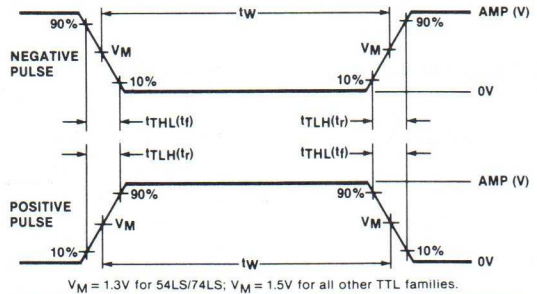 tW
AMP (V)
90% 90%
NEGATIVE
PULSE
VM VM
10% 10%
0V
tTHL(tf) tTLH(tr)
tTLH(tr) tTHL(tf)
AMP (V)
90% 90%
POSITIVE
PULSE
VM VM
10% 10%
0V
tW
VM = 1.3V for 54LS/74LS; VM = 1.5V for all other TTL families.